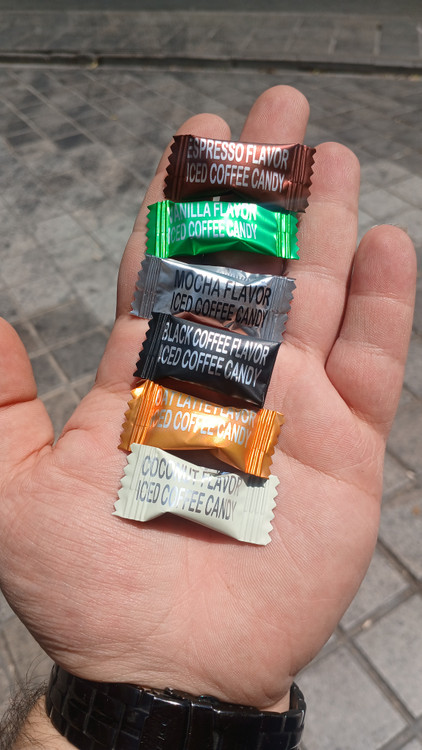 ESPRESSO FLAVOR
ICED COFFEE CANDY
VANILLA FLAVOR
ICED COFFEE CANDY
MOCHA FLAVOR
ICED COFFEE CANDY
BLACK COFFEE FLAVOR
ICED COFFEE CANDY
LATTE FLAVOR
ICED COFFEE CANDY
COCONUT FLAVOR
ICED COFFEE CANDY